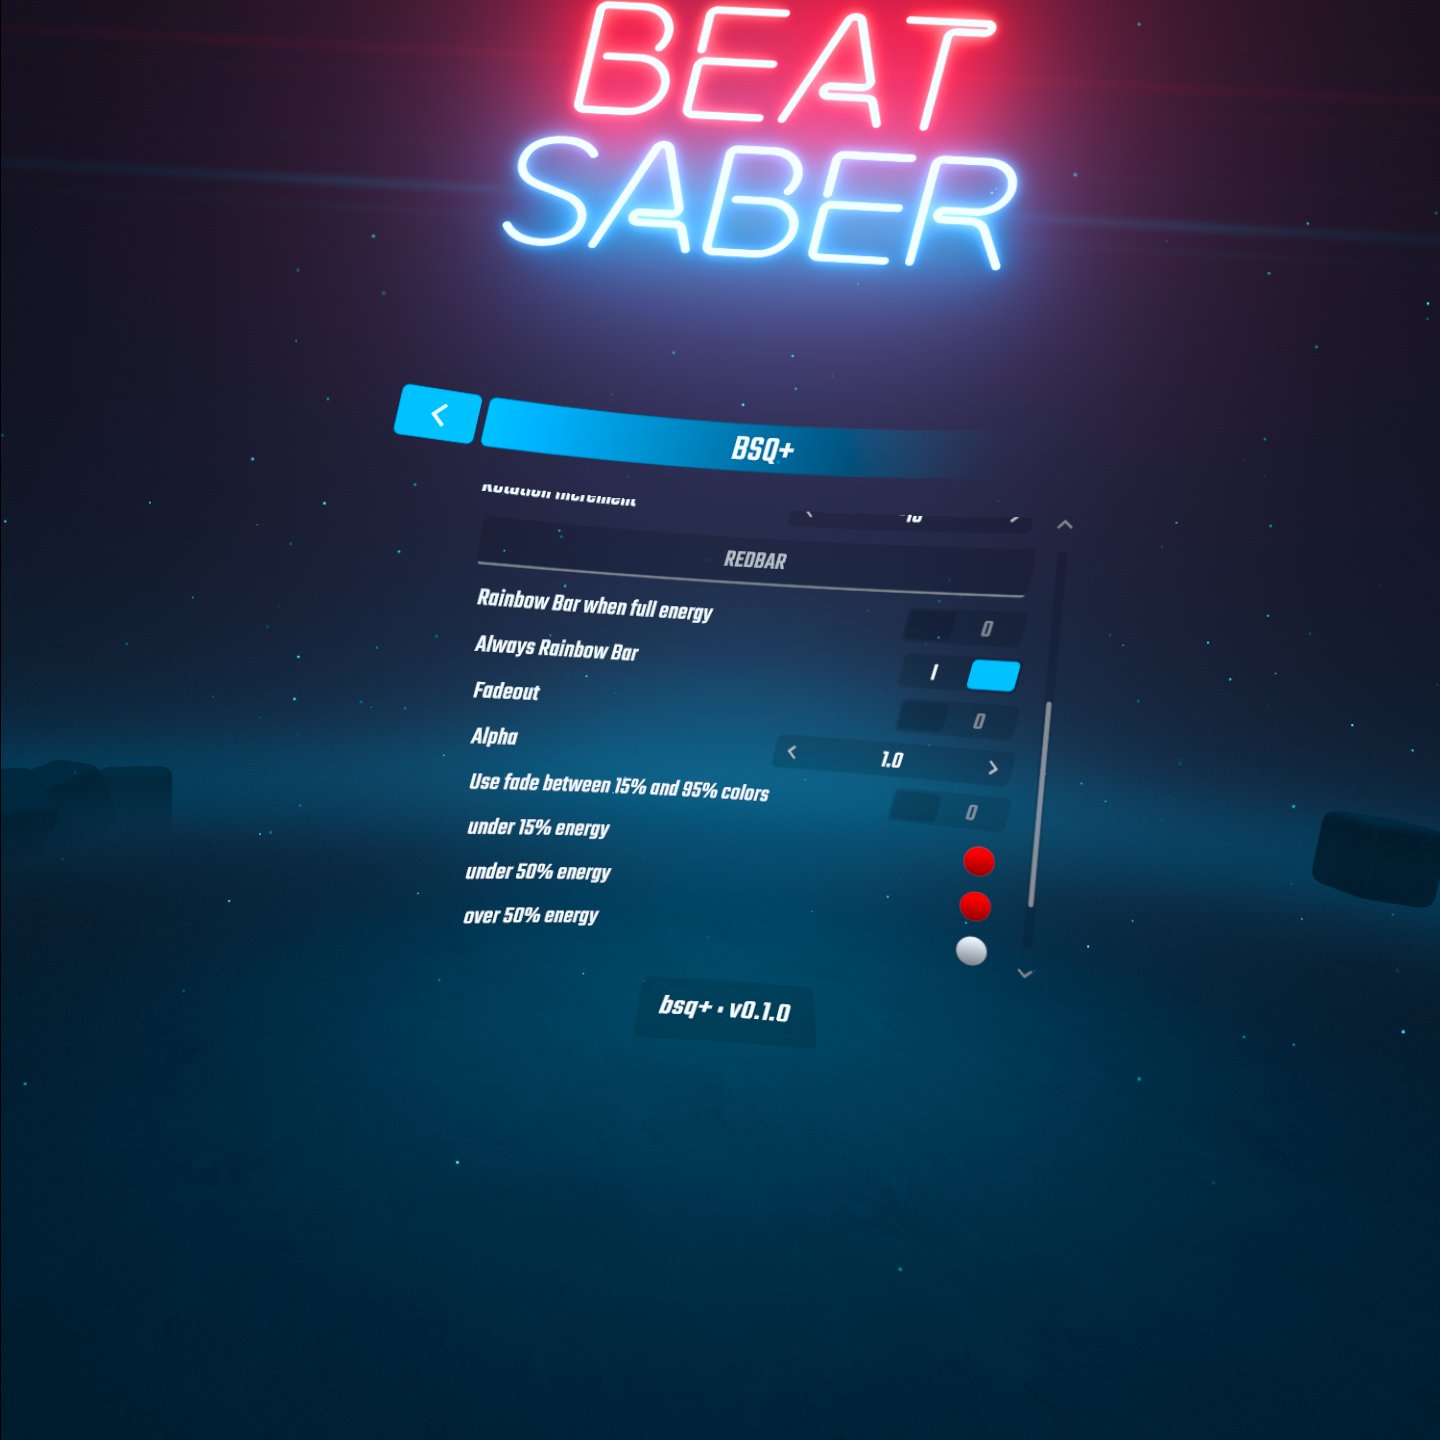 BEAT
SABER
BSQ+
Rotation Increment
REDBAR
Rainbow Bar when full energy 0
Always Rainbow Bar I
Fadeout 0
Alpha 1.0
Use fade between 15% and 95% colors 0
under 15% energy
under 50% energy
over 50% energy
bsq+ · v0.1.0